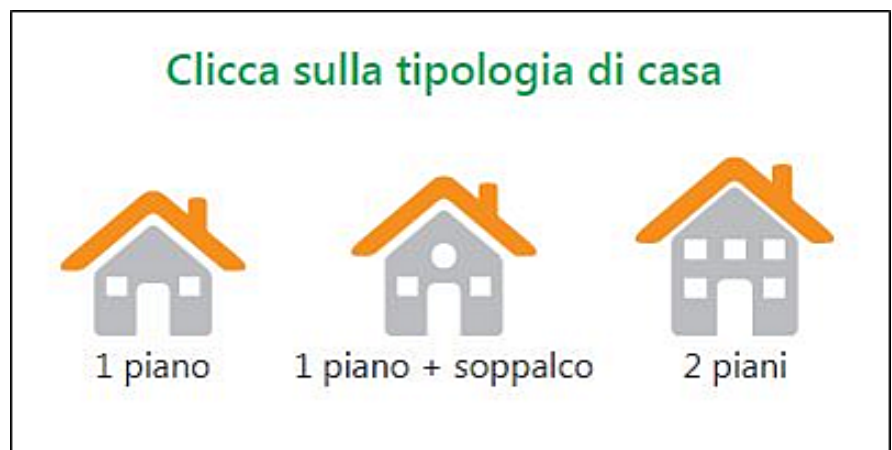 Clicca sulla tipologia di casa
1 piano
1 piano + soppalco
2 piani